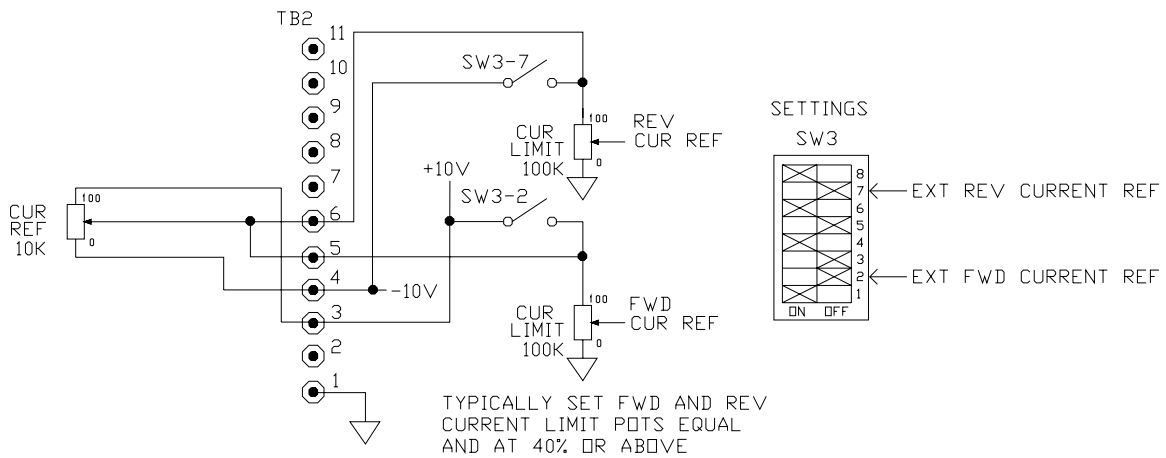 TB2
11
10
9
8
7
6
5
4
3
2
1
SW3-7
100
REV
CUR REF
CUR
LIMIT
100K
0
+10V
SW3-2
100
CUR
REF
10K
0
-10V
100
FWD
CUR REF
CUR
LIMIT
100K
0
TYPICALLY SET FWD AND REV
CURRENT LIMIT POTS EQUAL
AND AT 40% OR ABOVE
SETTINGS
SW3
8
7
EXT REV CURRENT REF
6
5
4
3
2
EXT FWD CURRENT REF
1
ON OFF